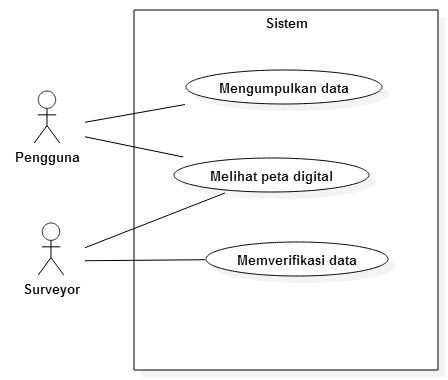 Sistem
Mengumpulkan data
Pengguna
Melihat peta digital
Surveyor
Memverifikasi data